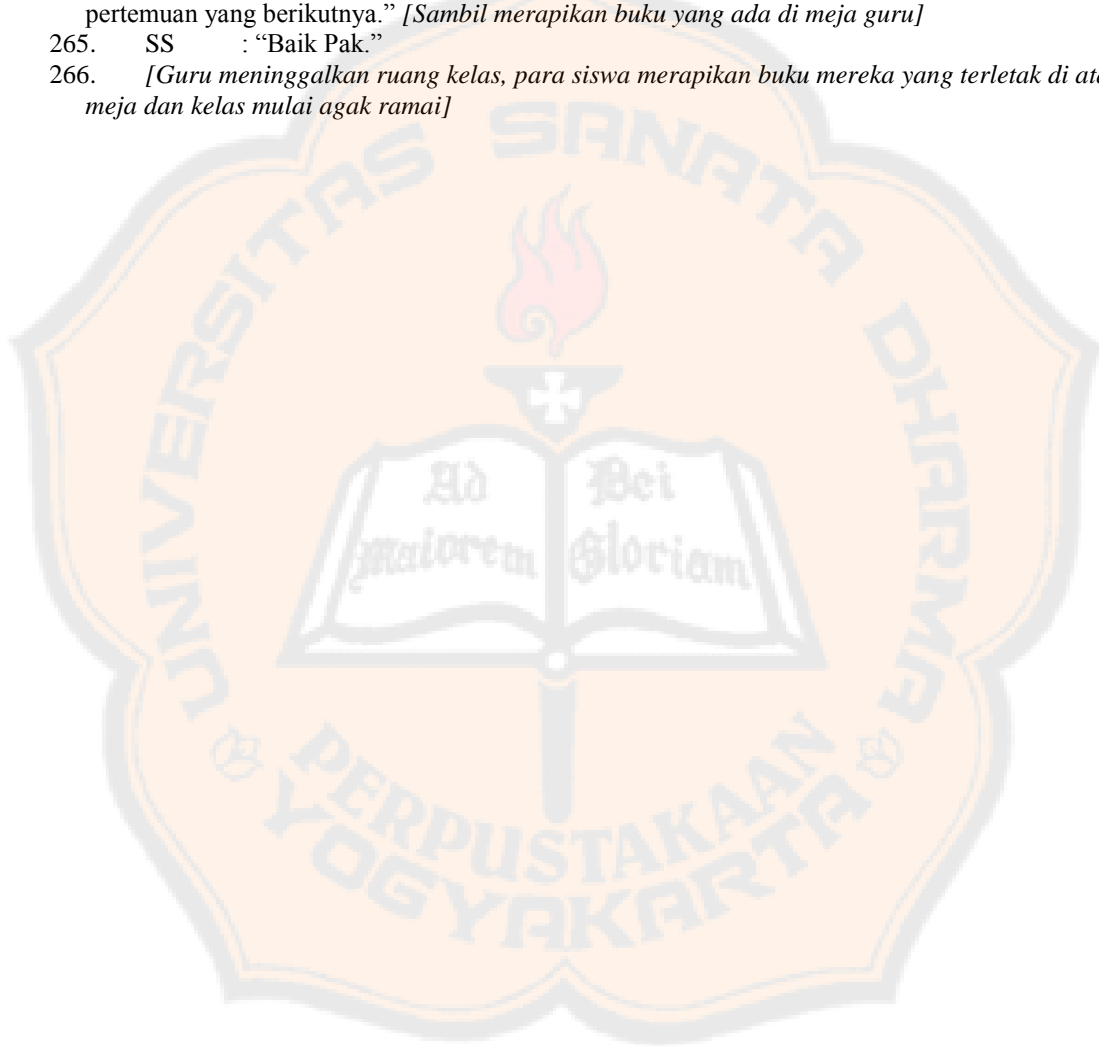 pertemuan yang berikutnya.” [Sambil merapikan buku yang ada di meja guru]
265. SS : “Baik Pak.”
266. [Guru meninggalkan ruang kelas, para siswa merapikan buku mereka yang terletak di
meja dan kelas mulai agak ramai]
UNIVERSITAS SANATA DHARMA
Ad Dei
Maiorem Gloriam
PERPUSTAKAAN
YOGYAKARTA